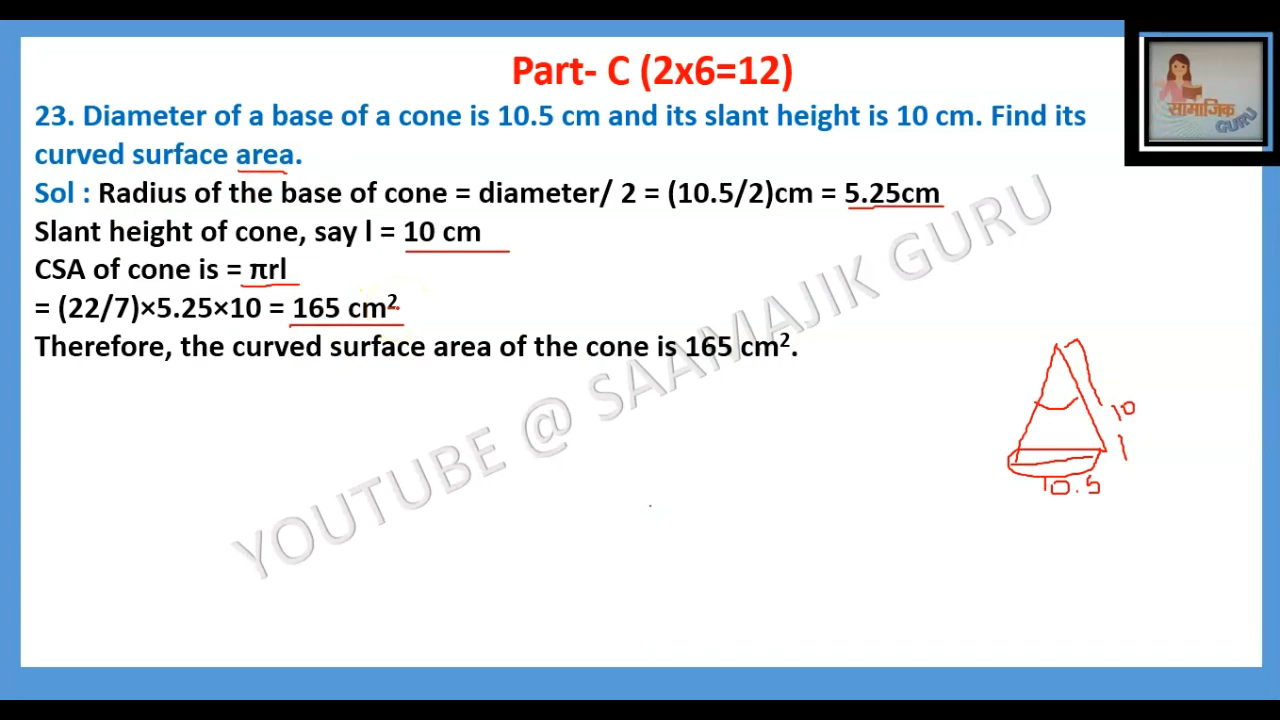 Part- C (2x6=12)
सामाजिक
GURU
23. Diameter of a base of a cone is 10.5 cm and its slant height is 10 cm. Find its
curved surface area.
Sol : Radius of the base of cone = diameter/ 2 = (10.5/2)cm = 5.25cm
Slant height of cone, say l = 10 cm
CSA of cone is = πrl
= (22/7)×5.25×10 = 165 cm².
Therefore, the curved surface area of the cone is 165 cm².
YOUTUBE @ SAAMAJIK GURU
10
l
10.5